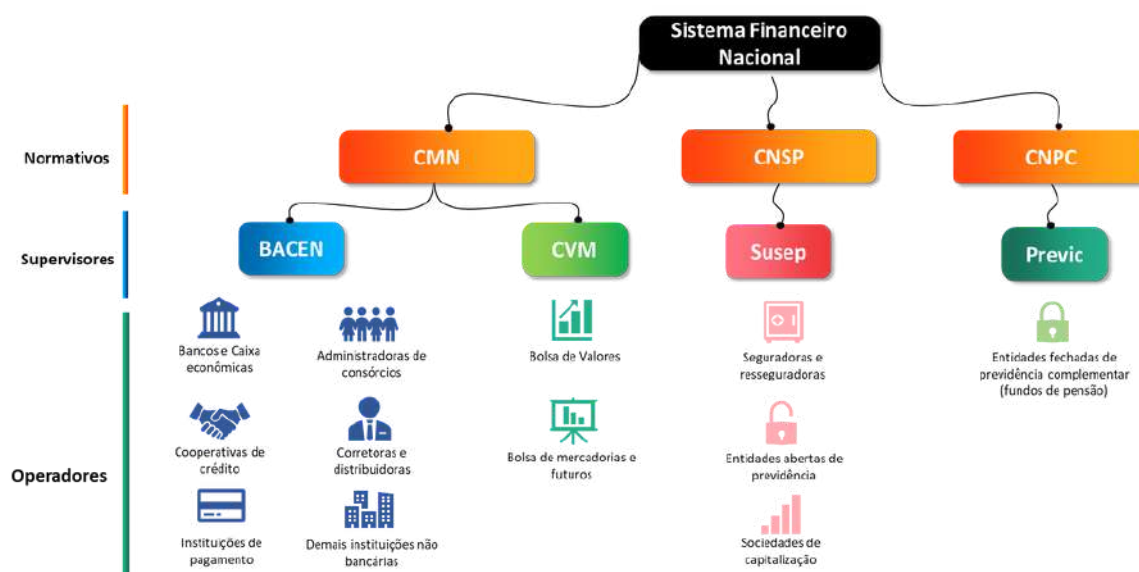 Sistema Financeiro
Nacional
Normativos
CMN
CNSP
CNPC
Supervisores
BACEN
CVM
Susep
Previc
Operadores
Bancos e Caixa
econômicas
Administradoras de
consórcios
Bolsa de Valores
Seguradoras e
resseguradoras
Entidades fechadas de
previdência complementar
(fundos de pensão)
Cooperativas de
crédito
Corretoras e
distribuidoras
Bolsa de mercadorias e
futuros
Entidades abertas de
previdência
Instituições de
pagamento
Demais instituições não
bancárias
Sociedades de
capitalização